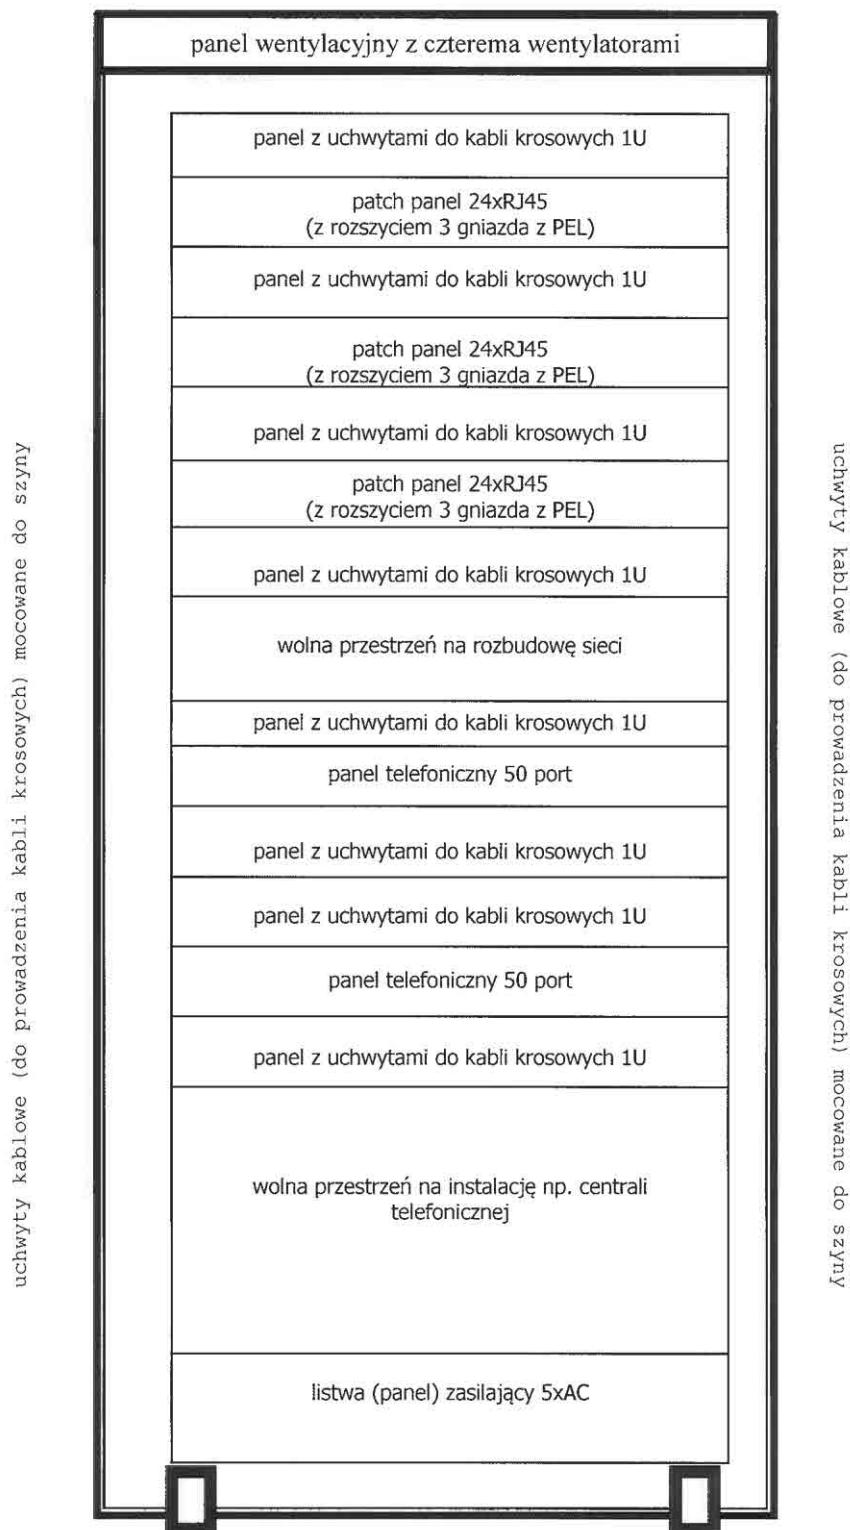 panel wentylacyjny z czterema wentylatorami
panel z uchwytami do kabli krosowych 1U
patch panel 24xRJ45
(z rozszyciem 3 gniazda z PEL)
panel z uchwytami do kabli krosowych 1U
patch panel 24xRJ45
(z rozszyciem 3 gniazda z PEL)
panel z uchwytami do kabli krosowych 1U
patch panel 24xRJ45
(z rozszyciem 3 gniazda z PEL)
panel z uchwytami do kabli krosowych 1U
wolna przestrzeń na rozbudowę sieci
panel z uchwytami do kabli krosowych 1U
panel telefoniczny 50 port
panel z uchwytami do kabli krosowych 1U
panel z uchwytami do kabli krosowych 1U
panel telefoniczny 50 port
panel z uchwytami do kabli krosowych 1U
wolna przestrzeń na instalację np. centrali
telefonicznej
listwa (panel) zasilający 5xAC
uchwyty kablowe (do prowadzenia kabli krosowych) mocowane do szyny
uchwyty kablowe (do prowadzenia kabli krosowych) mocowane do szyny